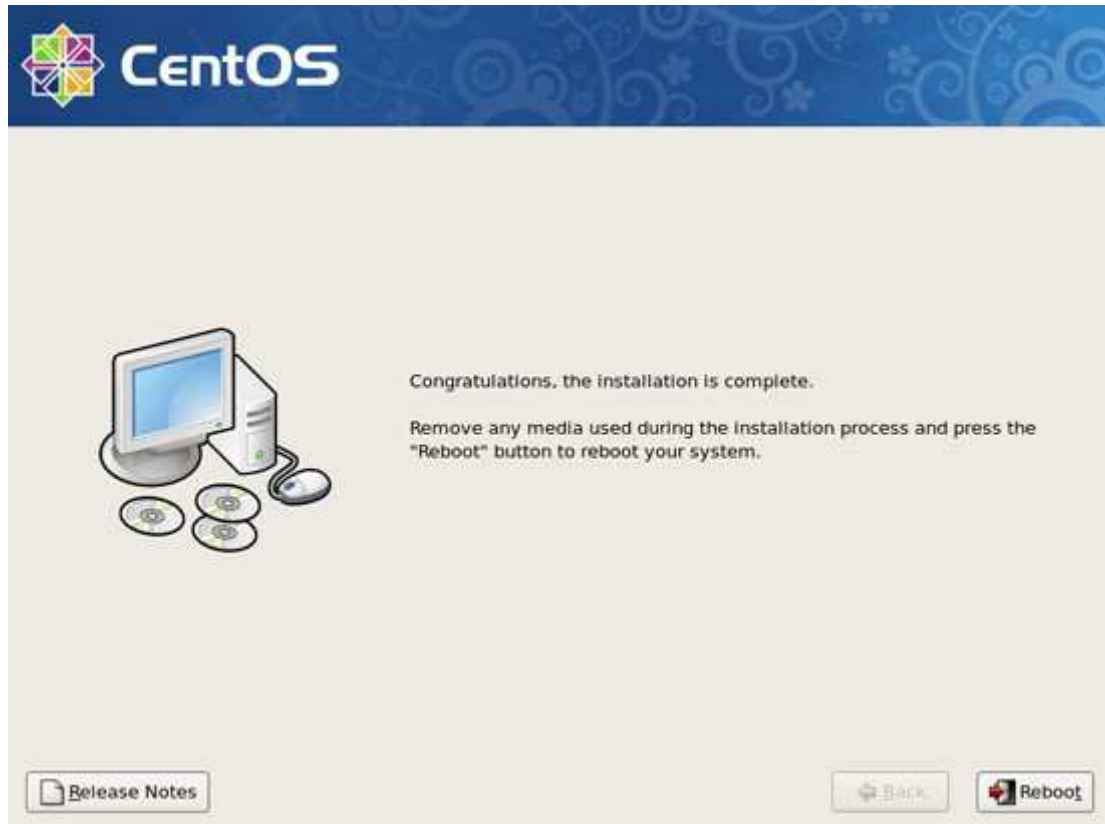 CentOS
Congratulations, the installation is complete.
Remove any media used during the installation process and press the
"Reboot" button to reboot your system.
Release Notes
Back
Reboot